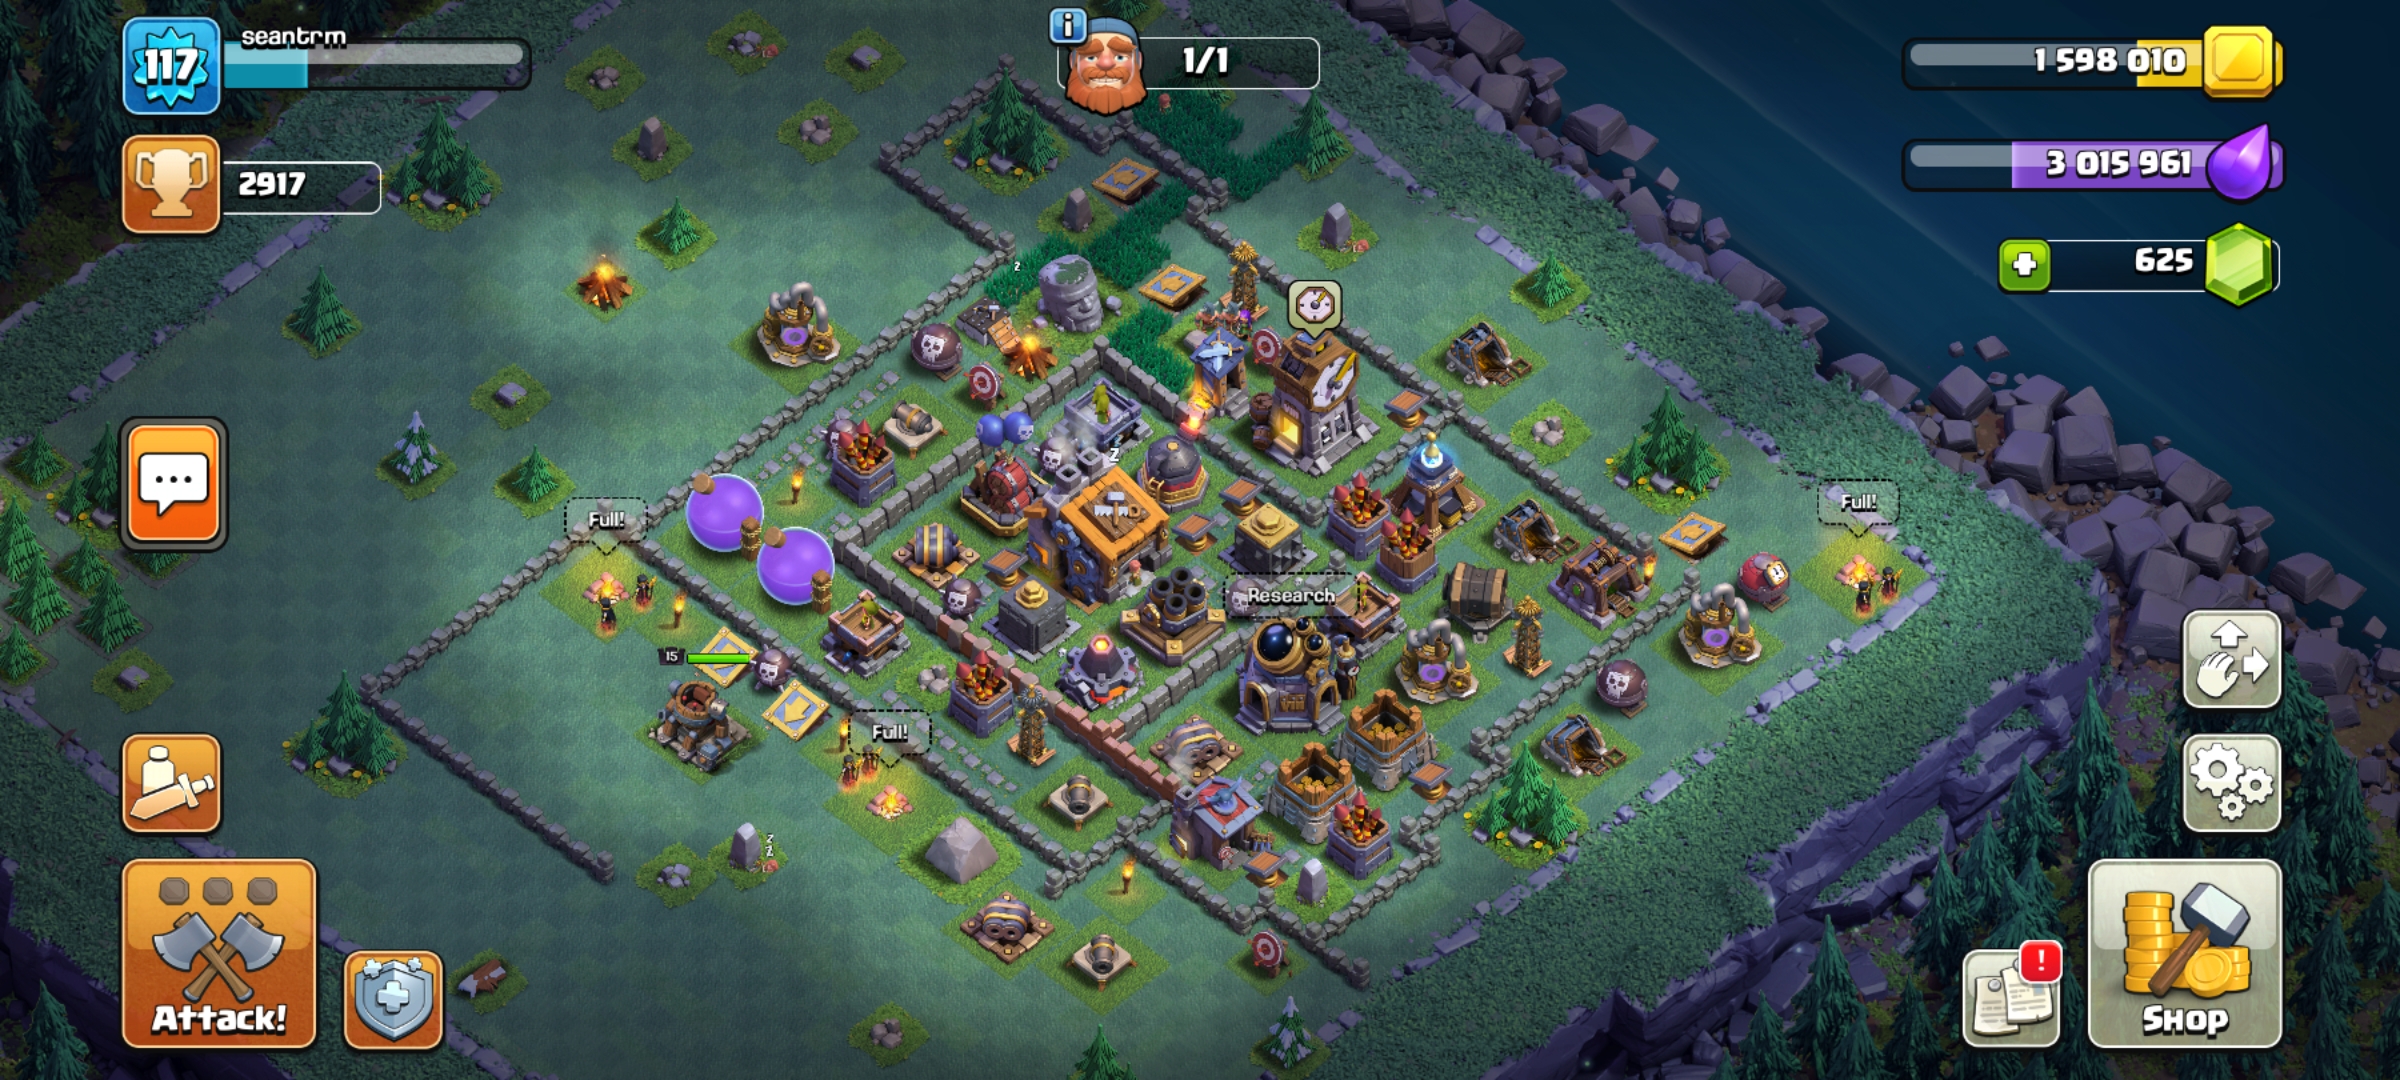 seantrm
117
1/1
1 598 010
2917
3 015 961
625
z
Full!
Full!
Z
Research
15
Full!
VIII
z
z
Attack!
!
Shop